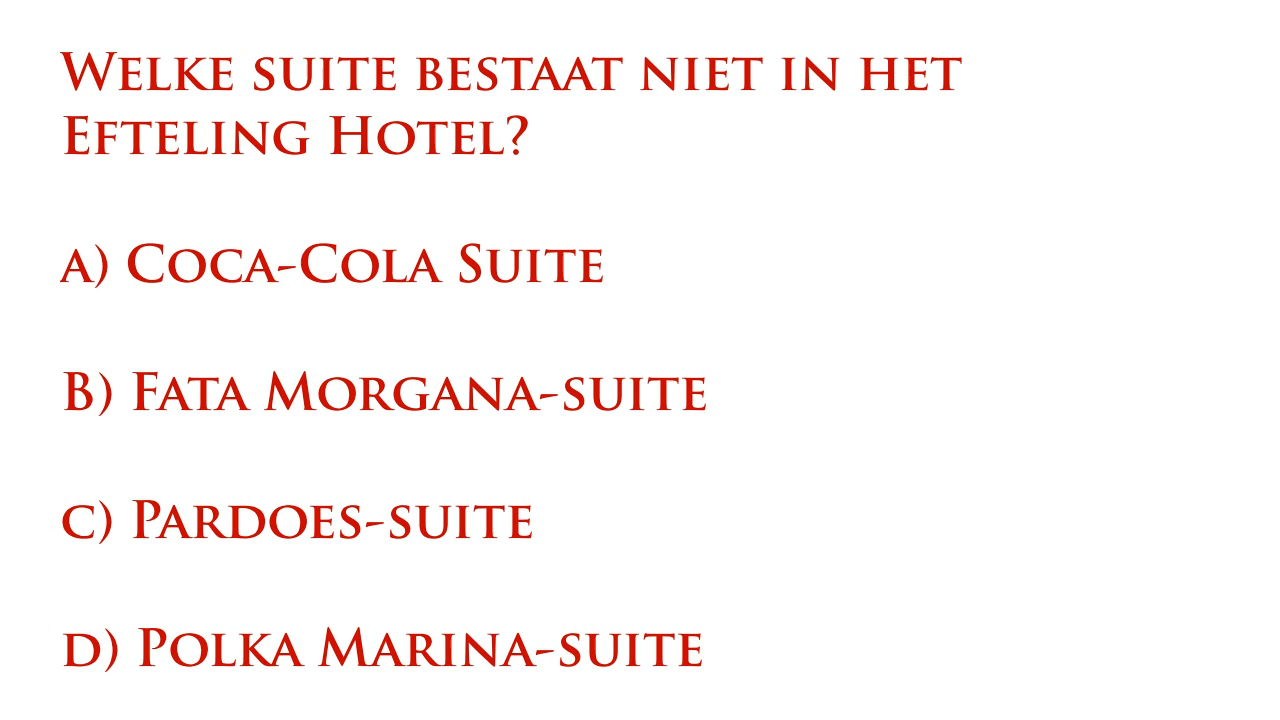 Welke suite bestaat niet in het
Efteling Hotel?
a) Coca-Cola Suite
b) Fata Morgana-suite
c) Pardoes-suite
d) Polka Marina-suite